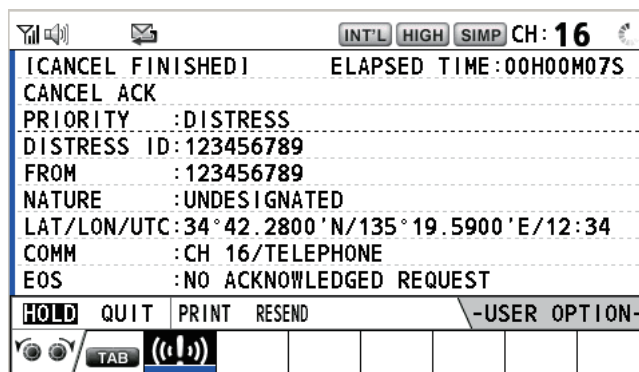 INT'L HIGH SIMP CH: 16
[CANCEL FINISHED] ELAPSED TIME:00H00M07S
CANCEL ACK
PRIORITY :DISTRESS
DISTRESS ID:123456789
FROM :123456789
NATURE :UNDESIGNATED
LAT/LON/UTC:34°42.2800'N/135°19.5900'E/12:34
COMM :CH 16/TELEPHONE
EOS :NO ACKNOWLEDGED REQUEST
HOLD QUIT PRINT RESEND -USER OPTION-
TAB